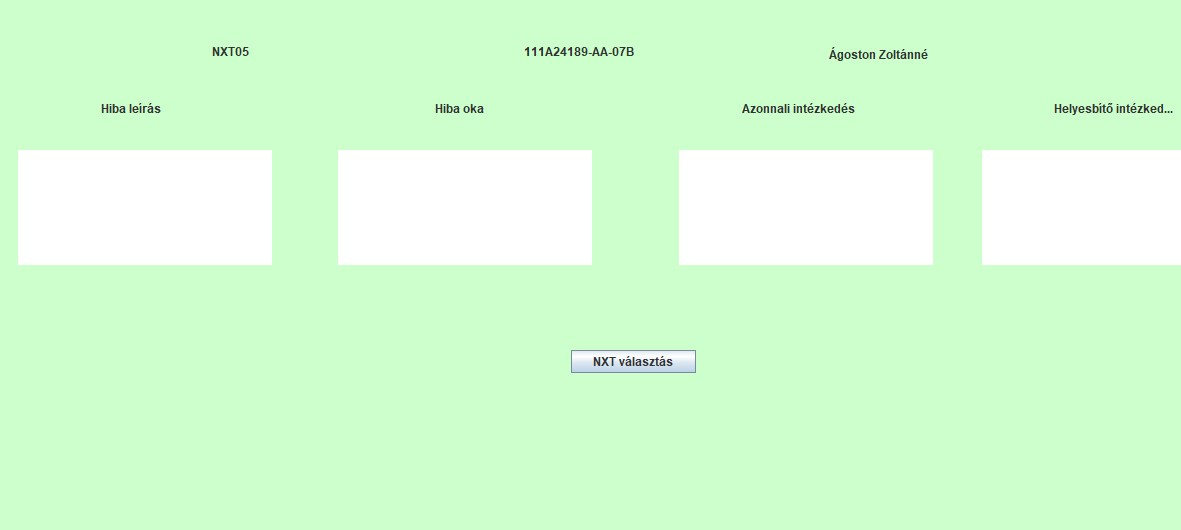 NXT05
111A24189-AA-07B
Ágoston Zoltánné
Hiba leírás
Hiba oka
Azonnali intézkedés
Helyesbítő intézked...
NXT választás